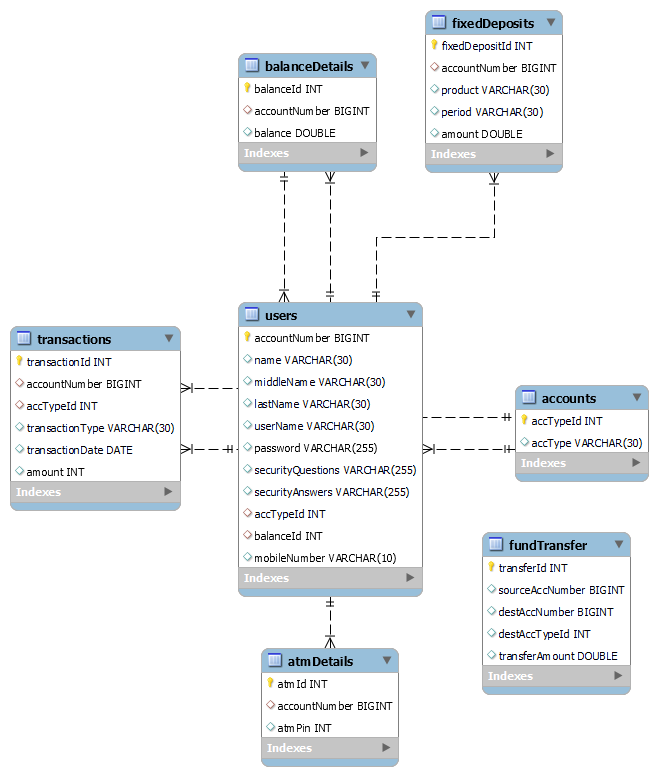 fixedDeposits
fixedDepositId INT
accountNumber BIGINT
product VARCHAR(30)
period VARCHAR(30)
amount DOUBLE
Indexes
balanceDetails
balanceId INT
accountNumber BIGINT
balance DOUBLE
Indexes
users
accountNumber BIGINT
name VARCHAR(30)
middleName VARCHAR(30)
lastName VARCHAR(30)
userName VARCHAR(30)
password VARCHAR(255)
securityQuestions VARCHAR(255)
securityAnswers VARCHAR(255)
accTypeId INT
balanceId INT
mobileNumber VARCHAR(10)
Indexes
transactions
transactionId INT
accountNumber BIGINT
accTypeId INT
transactionType VARCHAR(30)
transactionDate DATE
amount INT
Indexes
accounts
accTypeId INT
accType VARCHAR(30)
Indexes
fundTransfer
transferId INT
sourceAccNumber BIGINT
destAccNumber BIGINT
destAccTypeId INT
transferAmount DOUBLE
Indexes
atmDetails
atmId INT
accountNumber BIGINT
atmPin INT
Indexes